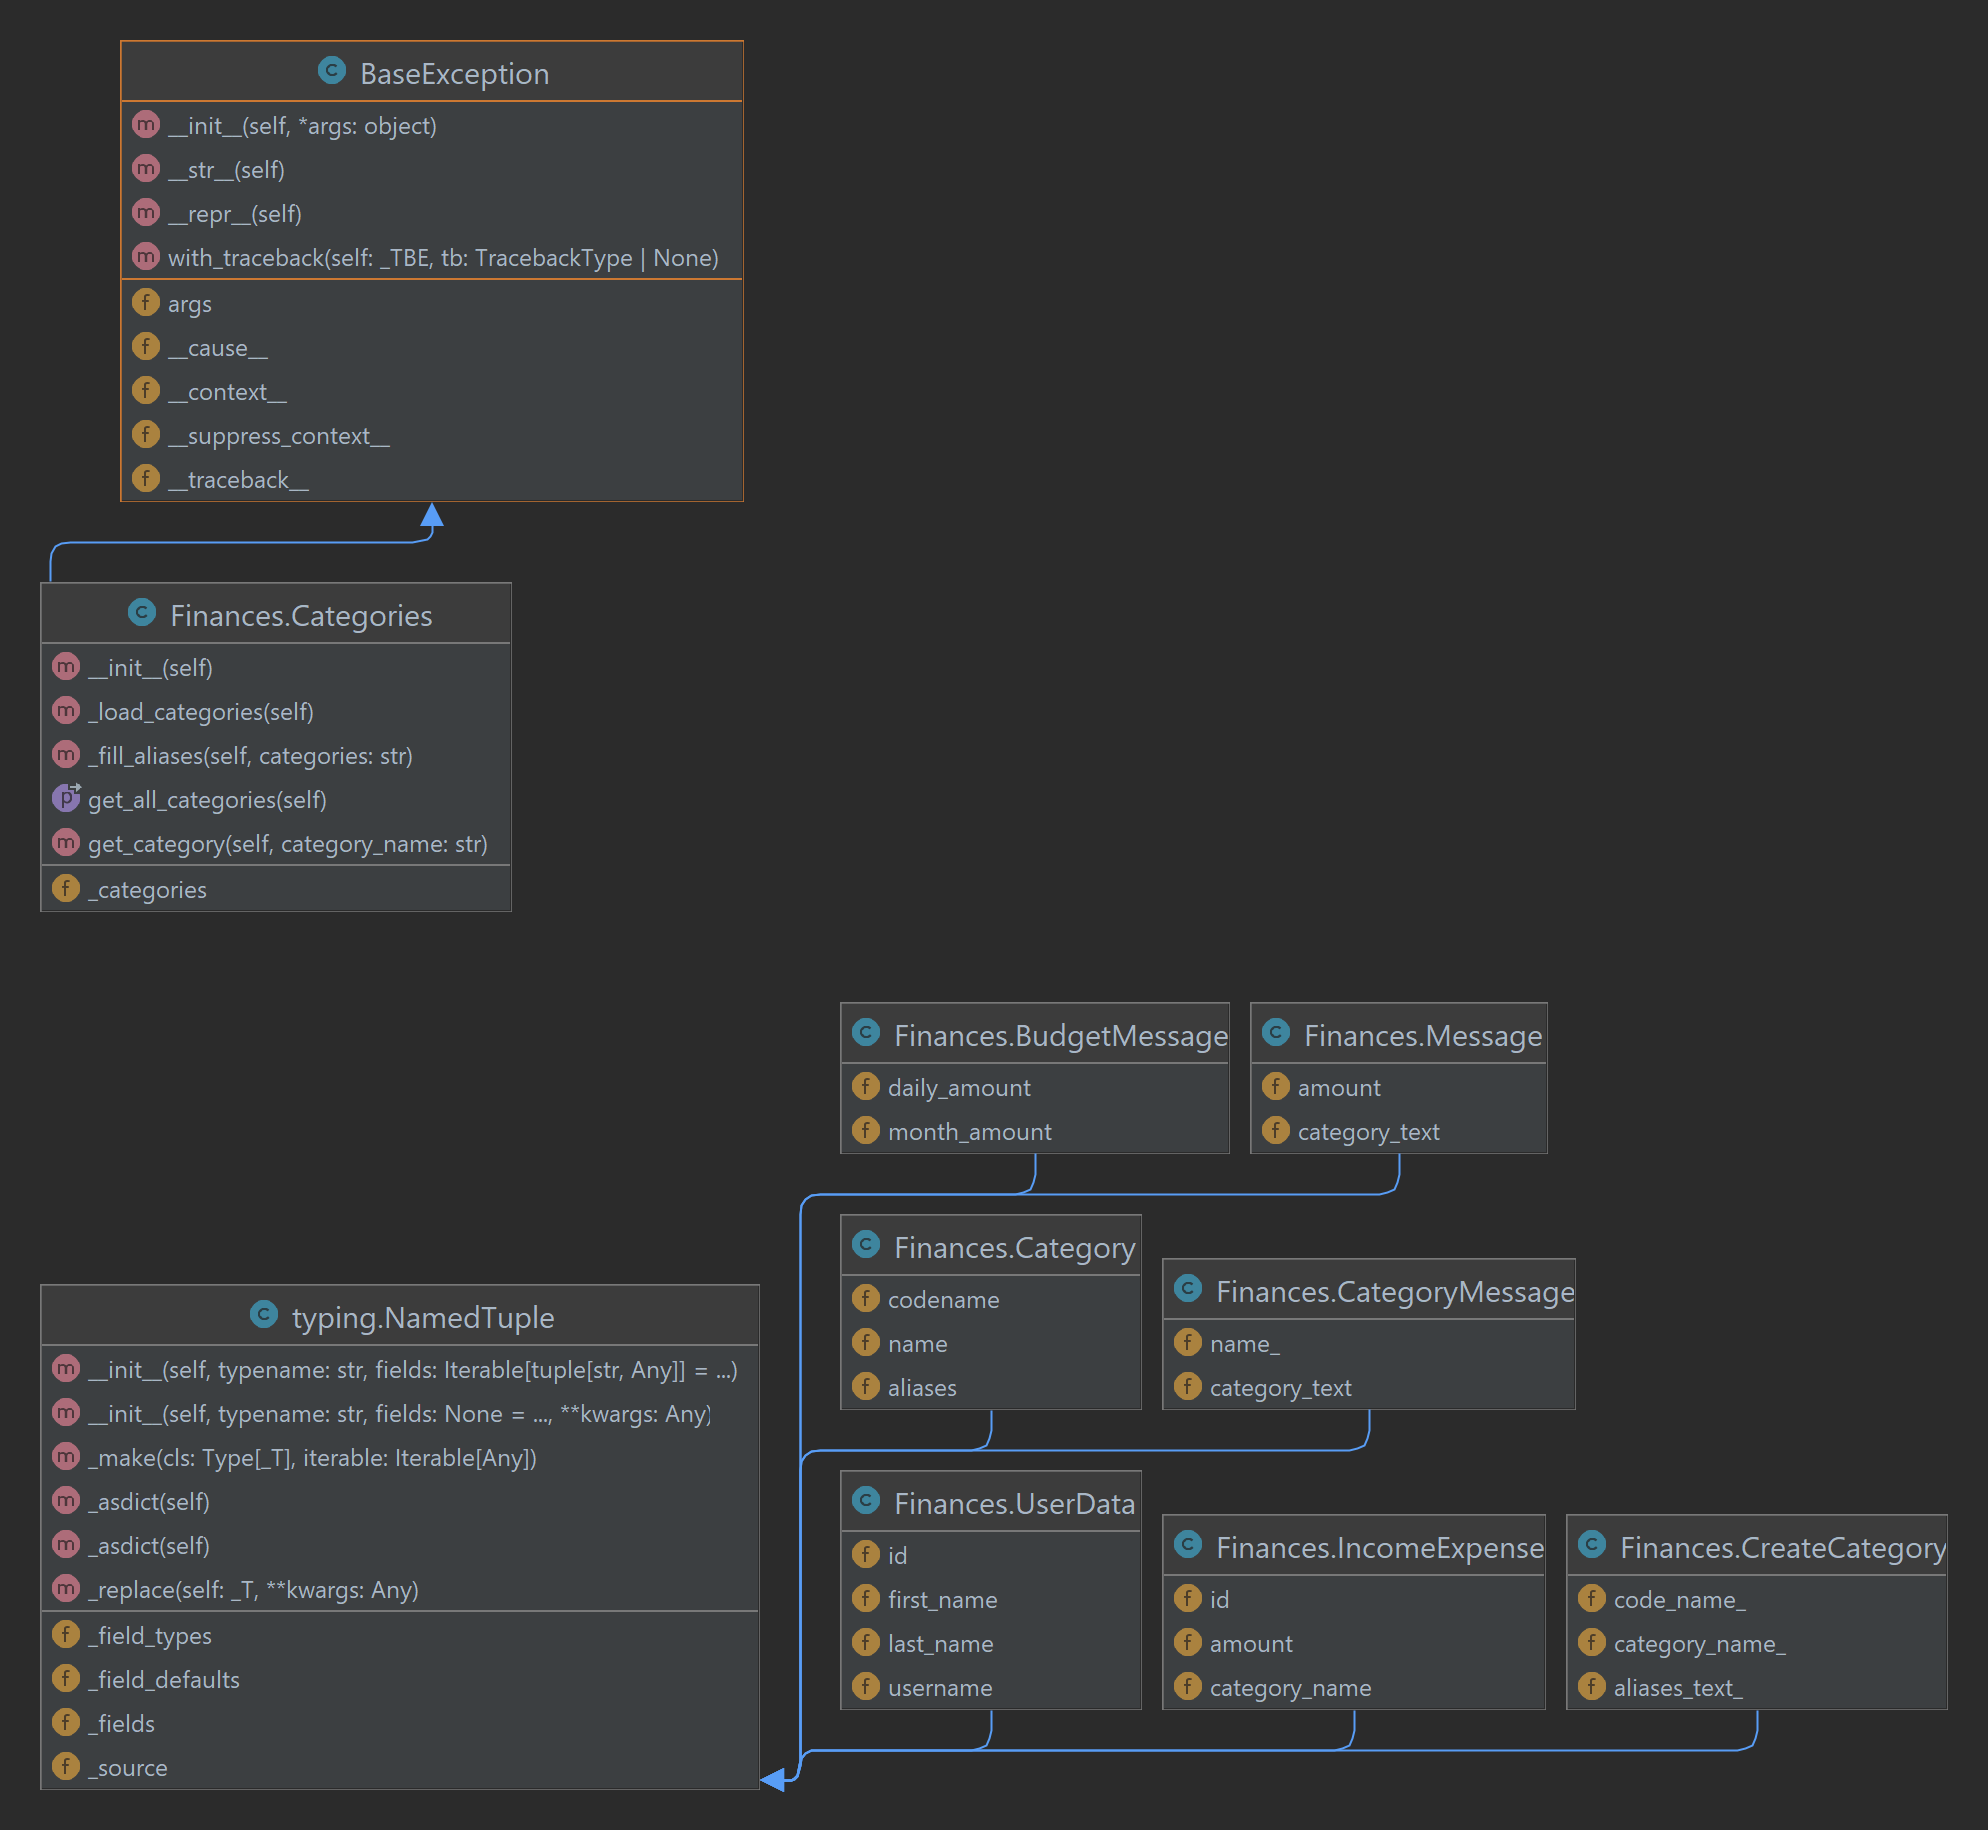 BaseException
__init__(self, *args: object)
__str__(self)
__repr__(self)
with_traceback(self: _TBE, tb: TracebackType | None)
args
__cause__
__context__
__suppress_context__
__traceback__
Finances.Categories
__init__(self)
_load_categories(self)
_fill_aliases(self, categories: str)
get_all_categories(self)
get_category(self, category_name: str)
_categories
Finances.BudgetMessage
daily_amount
month_amount
Finances.Message
amount
category_text
Finances.Category
codename
name
aliases
Finances.CategoryMessage
name_
category_text
typing.NamedTuple
__init__(self, typename: str, fields: Iterable[tuple[str, Any]] = ...)
__init__(self, typename: str, fields: None = ..., **kwargs: Any)
_make(cls: Type[_T], iterable: Iterable[Any])
_asdict(self)
_asdict(self)
_replace(self: _T, **kwargs: Any)
_field_types
_field_defaults
_fields
_source
Finances.UserData
id
first_name
last_name
username
Finances.IncomeExpense
id
amount
category_name
Finances.CreateCategory
code_name_
category_name_
aliases_text_